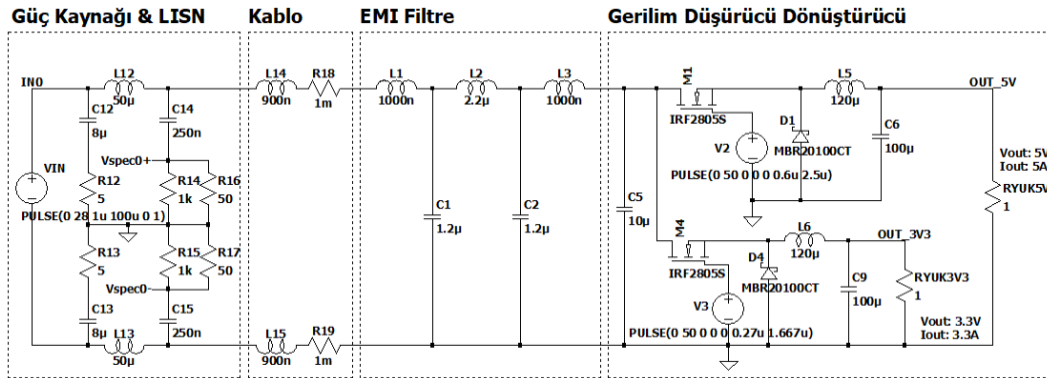 Güç Kaynağı & LISN
Kablo
EMI Filtre
Gerilim Düşürücü Dönüştürücü
IN0
L12
50µ
C12
8µ
C14
250n
Vspec0+
VIN
R12
5
R14
1k
R16
50
PULSE(0 28 1u 100u 0 1)
R13
5
R15
1k
R17
50
Vspec0-
C13
8µ
C15
250n
L13
50µ
L14
900n
R18
1m
L15
900n
R19
1m
L1
1000n
L2
2.2µ
L3
1000n
C1
1.2µ
C2
1.2µ
C5
10µ
M1
IRF2805S
V2
PULSE(0 50 0 0 0 0.6u 2.5u)
D1
MBR20100CT
L5
120µ
C6
100µ
OUT_5V
Vout: 5V
Iout: 5A
RYUK5V
1
M4
IRF2805S
V3
PULSE(0 50 0 0 0 0.27u 1.667u)
D4
MBR20100CT
L6
120µ
OUT_3V3
C9
100µ
RYUK3V3
1
Vout: 3.3V
Iout: 3.3A